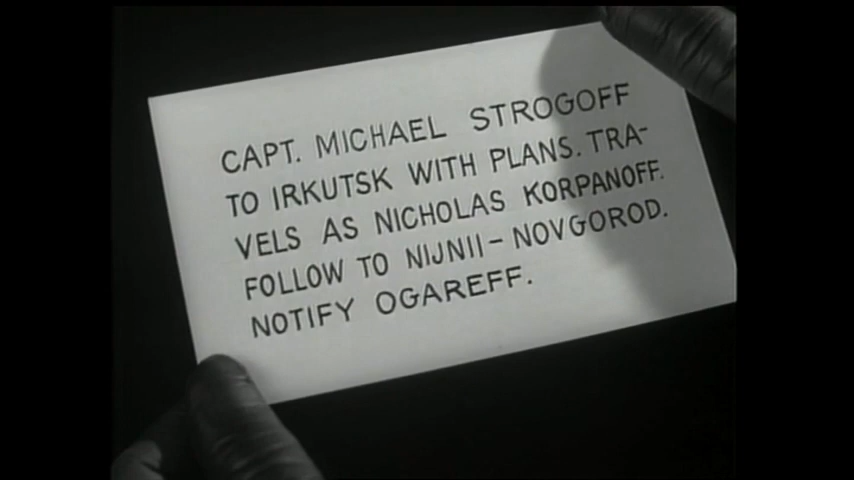 CAPT. MICHAEL STROGOFF
TO IRKUTSK WITH PLANS. TRA-
VELS AS NICHOLAS KORPANOFF.
FOLLOW TO NIJNII-NOVGOROD.
NOTIFY OGAREFF.